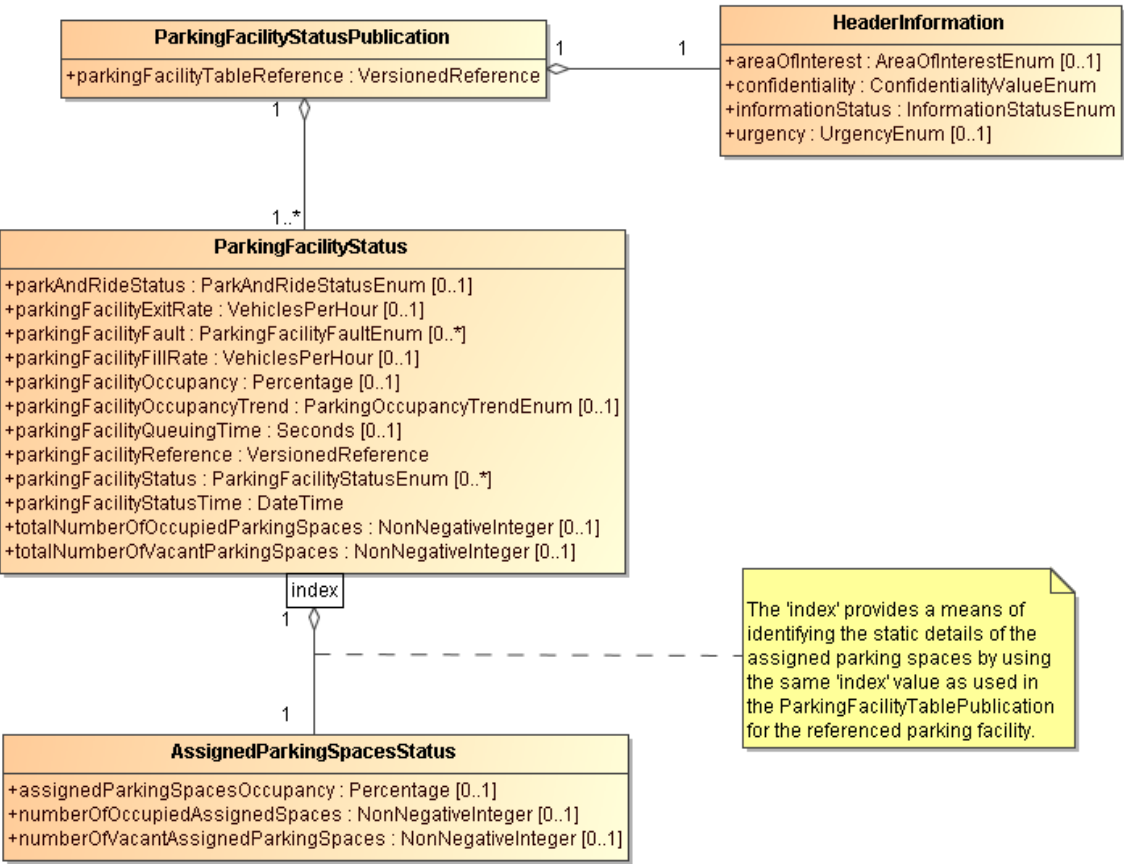 ParkingFacilityStatusPublication
+parkingFacilityTableReference : VersionedReference
1
1
HeaderInformation
+areaOfInterest : AreaOfInterestEnum [0..1]
+confidentiality : ConfidentialityValueEnum
+informationStatus : InformationStatusEnum
+urgency : UrgencyEnum [0..1]
1
1..*
ParkingFacilityStatus
+parkAndRideStatus : ParkAndRideStatusEnum [0..1]
+parkingFacilityExitRate : VehiclesPerHour [0..1]
+parkingFacilityFault : ParkingFacilityFaultEnum [0..*]
+parkingFacilityFillRate : VehiclesPerHour [0..1]
+parkingFacilityOccupancy : Percentage [0..1]
+parkingFacilityOccupancyTrend : ParkingOccupancyTrendEnum [0..1]
+parkingFacilityQueuingTime : Seconds [0..1]
+parkingFacilityReference : VersionedReference
+parkingFacilityStatus : ParkingFacilityStatusEnum [0..*]
+parkingFacilityStatusTime : DateTime
+totalNumberOfOccupiedParkingSpaces : NonNegativeInteger [0..1]
+totalNumberOfVacantParkingSpaces : NonNegativeInteger [0..1]
index
1
1
The 'index' provides a means of
identifying the static details of the
assigned parking spaces by using
the same 'index' value as used in
the ParkingFacilityTablePublication
for the referenced parking facility.
AssignedParkingSpacesStatus
+assignedParkingSpacesOccupancy : Percentage [0..1]
+numberOfOccupiedAssignedSpaces : NonNegativeInteger [0..1]
+numberOfVacantAssignedParkingSpaces : NonNegativeInteger [0..1]